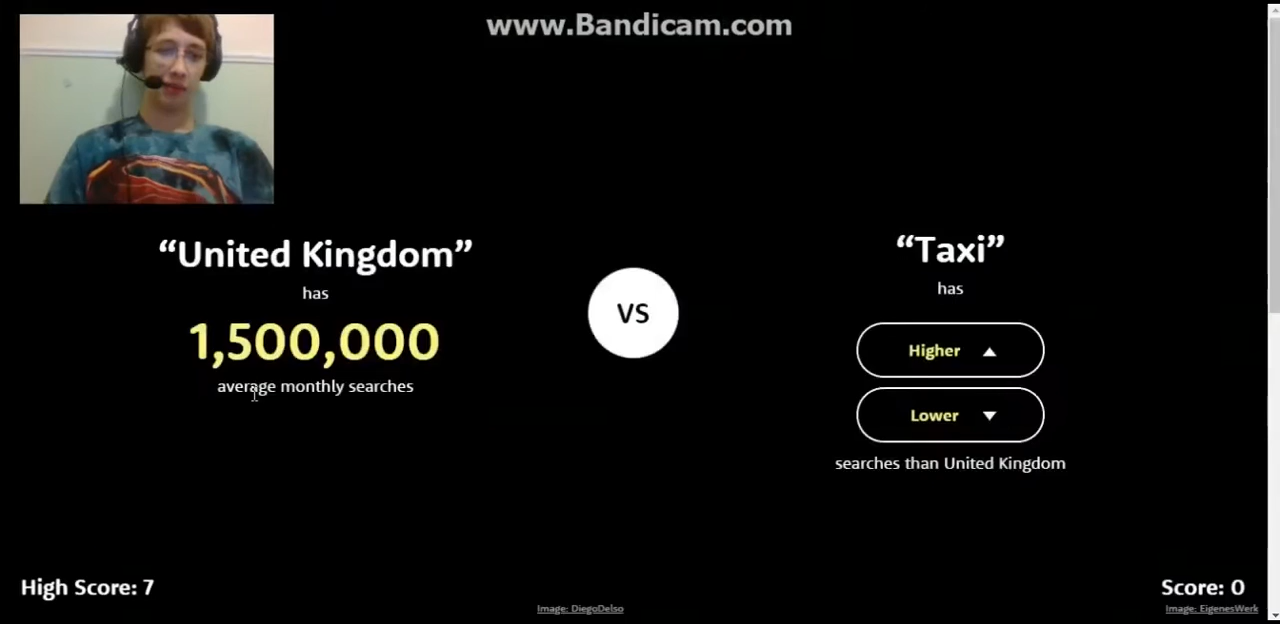 www.Bandicam.com
“United Kingdom”
has
1,500,000
average monthly searches
VS
“Taxi”
has
Higher ▲
Lower ▼
searches than United Kingdom
High Score: 7
Score: 0
Image: DiegoDelso
Image: EigenesWerk